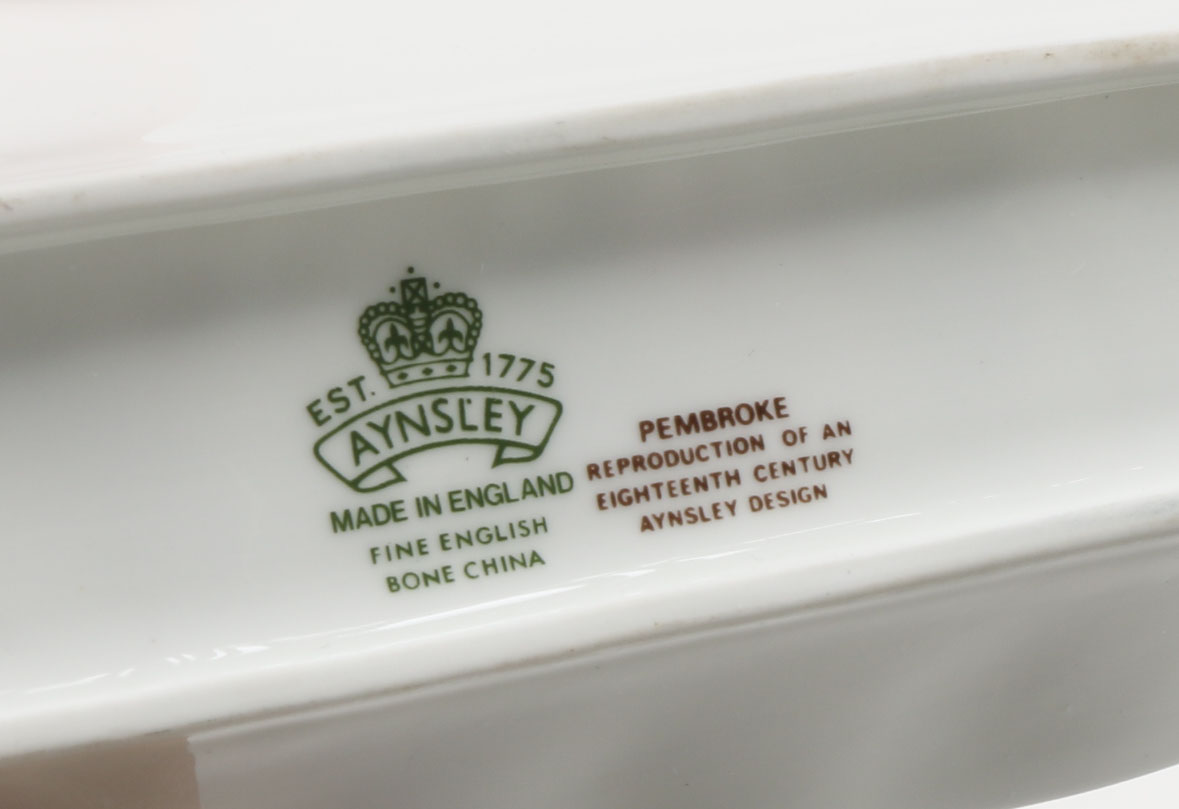 EST. 1775
AYNSLEY
MADE IN ENGLAND
FINE ENGLISH
BONE CHINA
PEMBROKE
REPRODUCTION OF AN
EIGHTEENTH CENTURY
AYNSLEY DESIGN